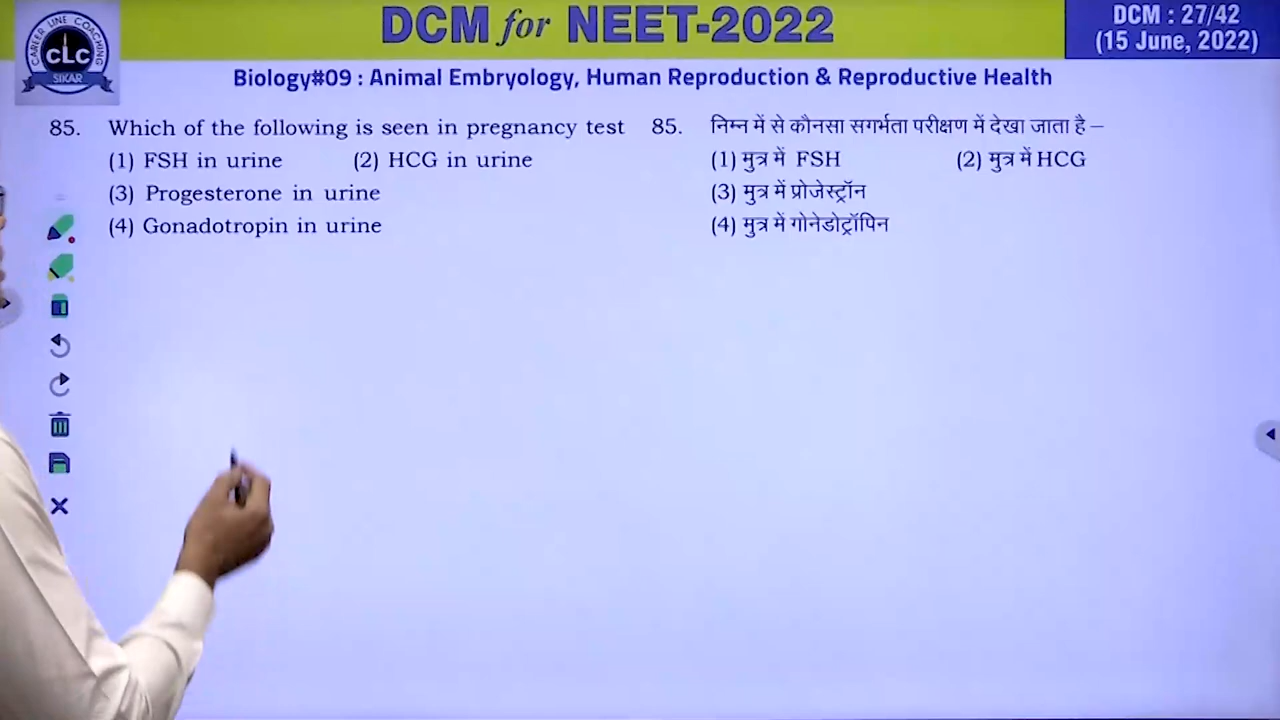 DCM for NEET-2022
DCM : 27/42
(15 June, 2022)
CAREER LINE COACHING
CLC
SIKAR
Biology#09 : Animal Embryology, Human Reproduction & Reproductive Health
85. Which of the following is seen in pregnancy test
(1) FSH in urine (2) HCG in urine
(3) Progesterone in urine
(4) Gonadotropin in urine
85. निम्न में से कौनसा सगर्भता परीक्षण में देखा जाता है –
(1) मुत्र में FSH (2) मुत्र में HCG
(3) मुत्र में प्रोजेस्ट्रॉन
(4) मुत्र में गोनेडोट्रॉपिन